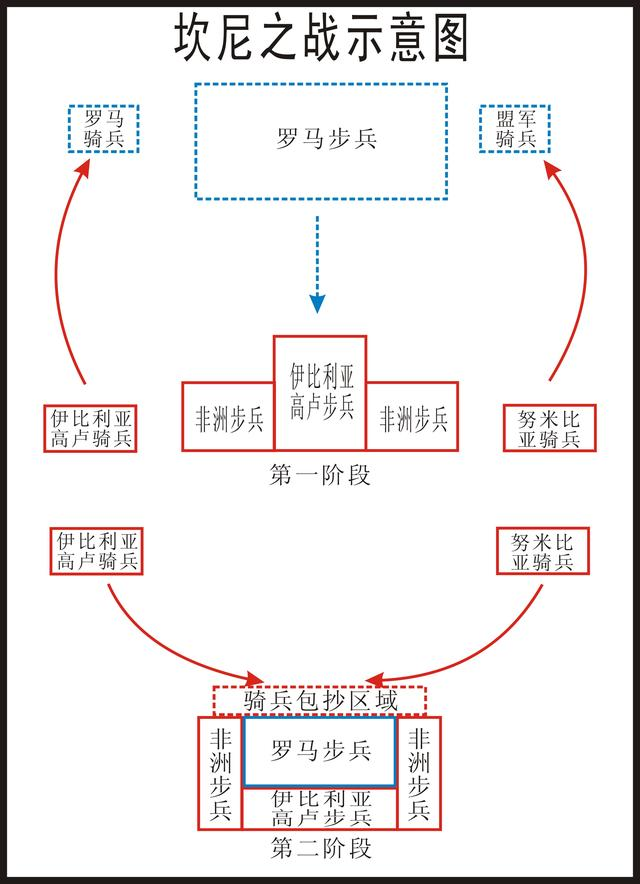 坎尼之战示意图
罗马
骑兵
罗马步兵
盟军
骑兵
伊比利亚
高卢骑兵
非洲步兵
伊比利亚
高卢步兵
非洲步兵
努米比
亚骑兵
第一阶段
伊比利亚
高卢骑兵
努米比
亚骑兵
骑兵包抄区域
非洲步兵
罗马步兵
非洲步兵
伊比利亚
高卢步兵
第二阶段